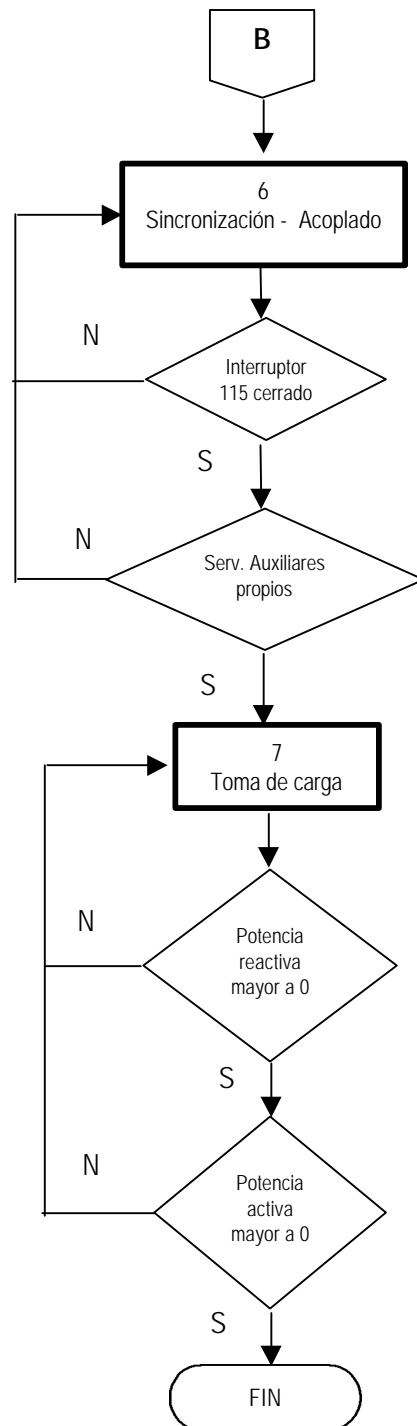 B
6
Sincronización - Acoplado
N
Interruptor
115 cerrado
S
N
Serv. Auxiliares
propios
S
7
Toma de carga
N
Potencia
reactiva
mayor a 0
S
N
Potencia
activa
mayor a 0
S
FIN